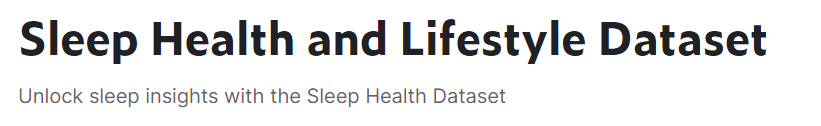 Sleep Health and Lifestyle Dataset
Unlock sleep insights with the Sleep Health Dataset